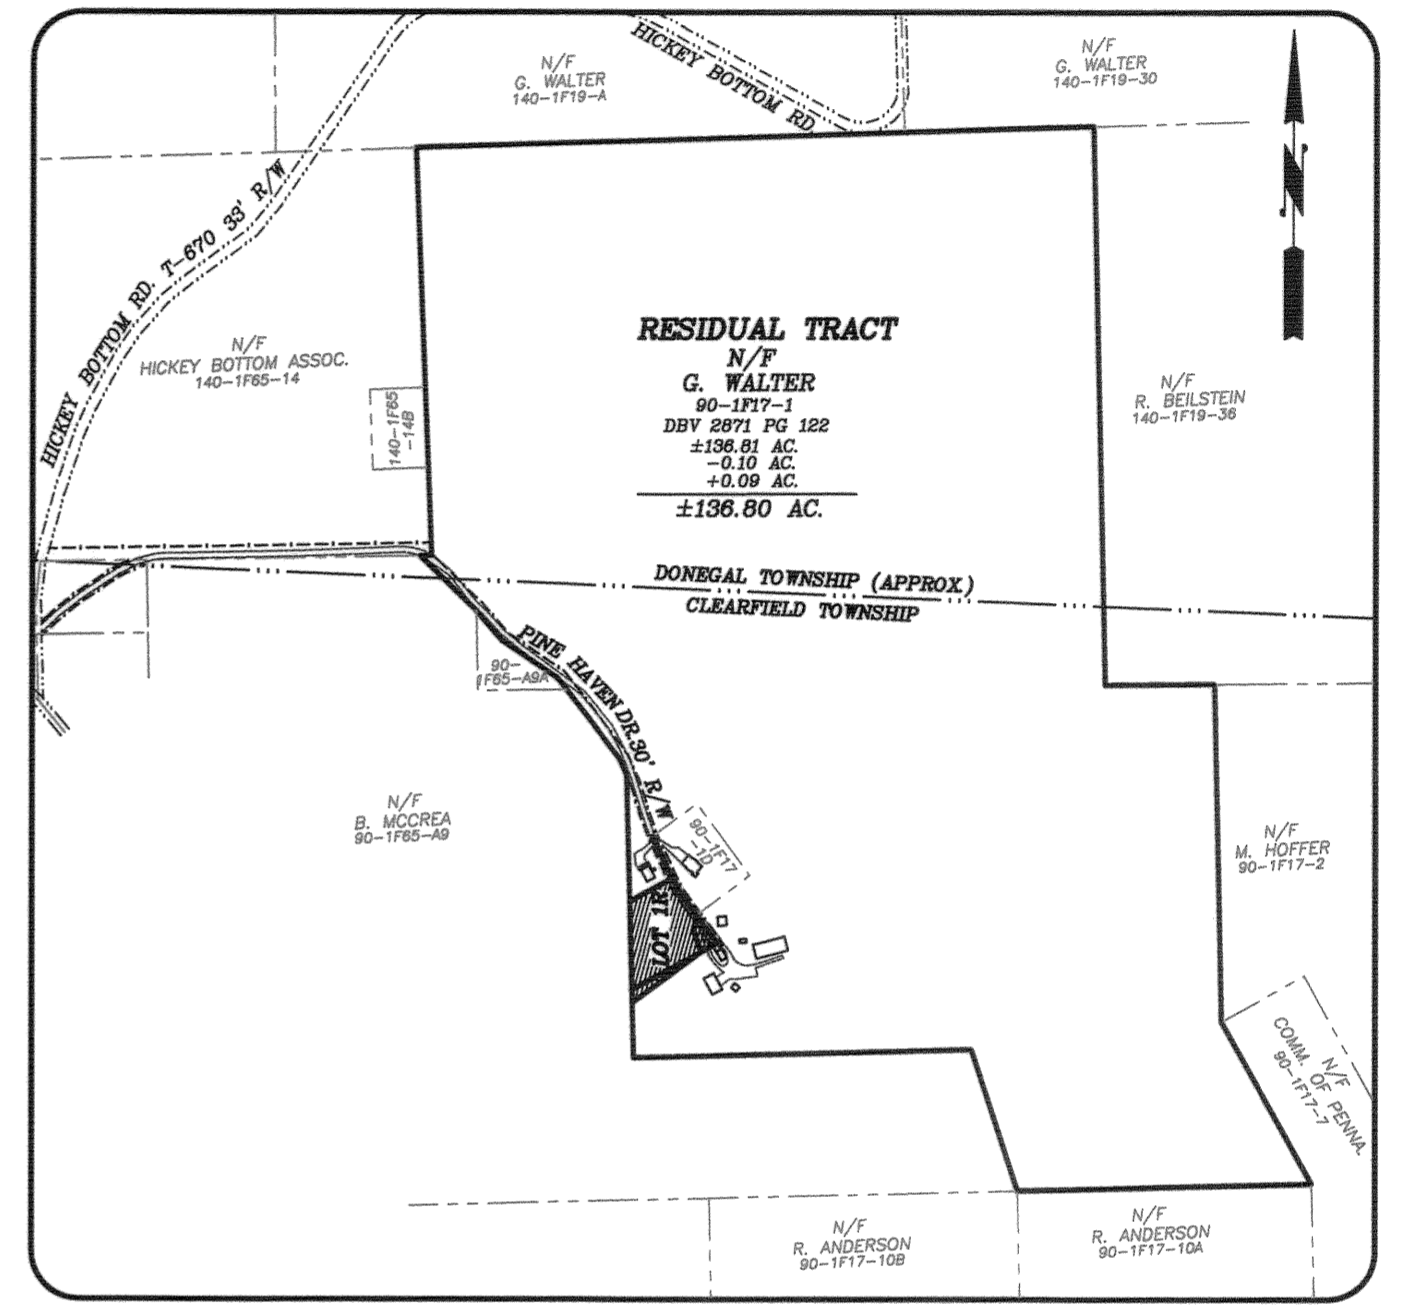 N/F
G. WALTER
140-1F19-A
HICKEY BOTTOM RD.
N/F
G. WALTER
140-1F19-30
N
HICKEY BOTTOM RD. T-670 33' R/W
N/F
HICKEY BOTTOM ASSOC.
140-1F65-14
140-1F65
-14B
RESIDUAL TRACT
N/F
G. WALTER
90-1F17-1
DBV 2871 PG 122
±136.81 AC.
-0.10 AC.
+0.09 AC.
±136.80 AC.
N/F
R. BEILSTEIN
140-1F19-36
DONEGAL TOWNSHIP (APPROX.)
CLEARFIELD TOWNSHIP
90-
1F65-A9A
PINE HAVEN DR. 30' R/W
N/F
B. MCCREA
90-1F65-A9
90-1F17
-1D
LOT 1R
N/F
M. HOFFER
90-1F17-2
N/F
COMM. OF PENNA.
90-1F17-7
N/F
R. ANDERSON
90-1F17-10B
N/F
R. ANDERSON
90-1F17-10A